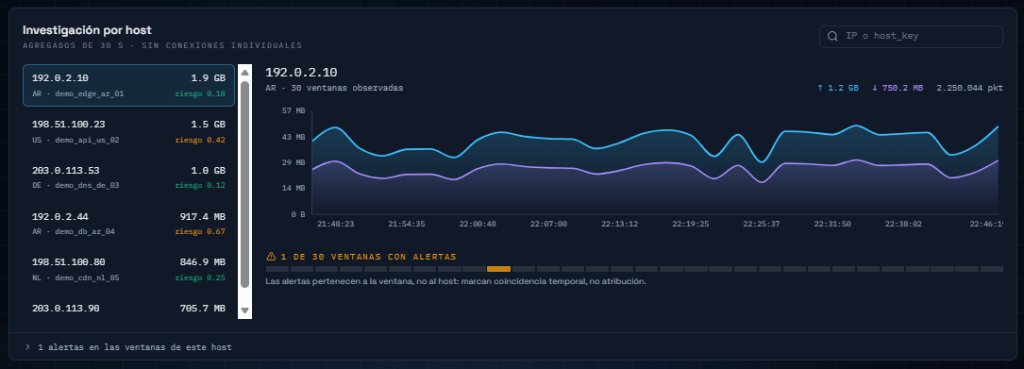 Investigación por host
AGREGADOS DE 30 S · SIN CONEXIONES INDIVIDUALES
IP o host_key
192.0.2.10 1.9 GB
AR · demo_edge_ar_01 riesgo 0.18
198.51.100.23 1.5 GB
US · demo_api_us_02 riesgo 0.42
203.0.113.53 1.0 GB
DE · demo_dns_de_03 riesgo 0.12
192.0.2.44 917.4 MB
AR · demo_db_ar_04 riesgo 0.67
198.51.100.80 846.9 MB
NL · demo_cdn_nl_05 riesgo 0.25
203.0.113.90 705.7 MB
192.0.2.10
AR · 30 ventanas observadas
↑ 1.2 GB ↓ 750.2 MB 2.250.044 pkt
57 MB
43 MB
29 MB
14 MB
0 B
21:48:23 21:54:35 22:00:48 22:07:00 22:13:12 22:19:25 22:25:37 22:31:50 22:38:02 22:46:19
1 DE 30 VENTANAS CON ALERTAS
Las alertas pertenecen a la ventana, no al host: marcan coincidencia temporal, no atribución.
› 1 alertas en las ventanas de este host